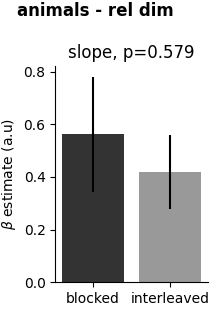 animals - rel dim
slope, p=0.579
0.8
0.6
0.4
0.2
0.0
β estimate (a.u)
blocked interleaved